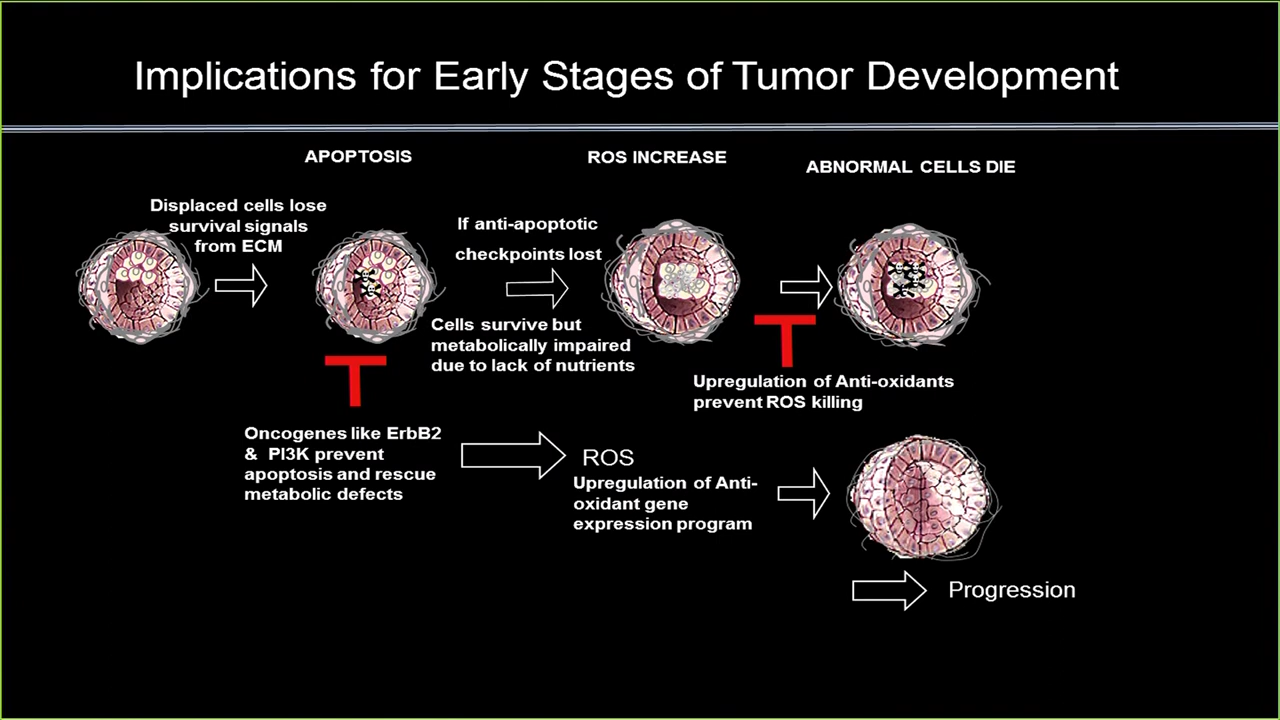 Implications for Early Stages of Tumor Development
APOPTOSIS
ROS INCREASE
ABNORMAL CELLS DIE
Displaced cells lose
survival signals
from ECM
If anti-apoptotic
checkpoints lost
Cells survive but
metabolically impaired
due to lack of nutrients
Upregulation of Anti-oxidants
prevent ROS killing
Oncogenes like ErbB2
& PI3K prevent
apoptosis and rescue
metabolic defects
ROS
Upregulation of Anti-
oxidant gene
expression program
Progression